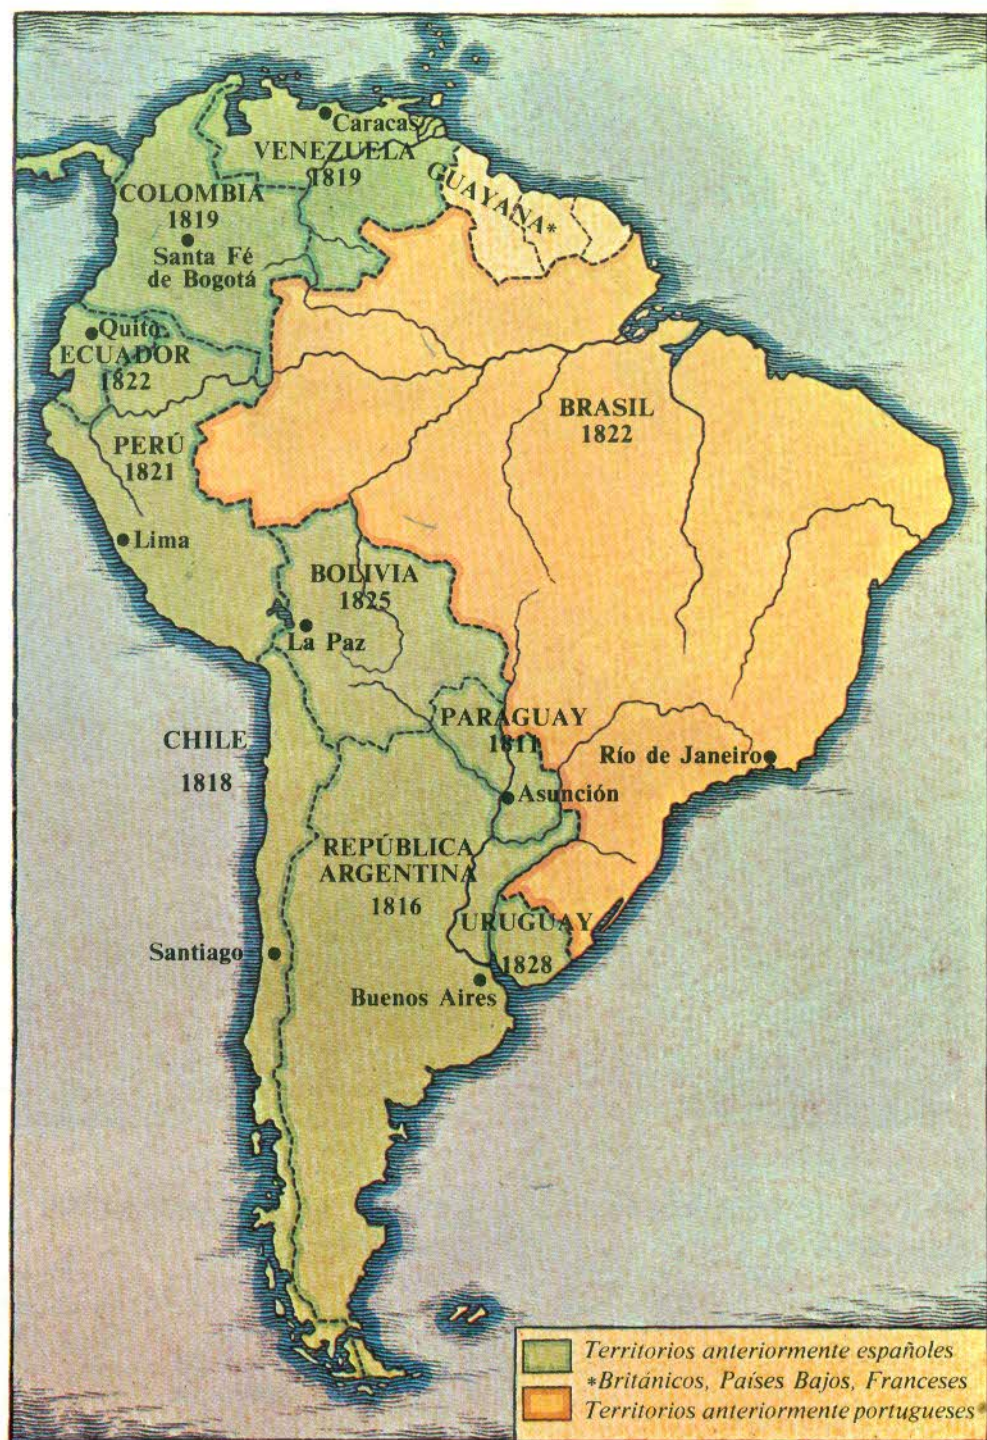 Caracas
VENEZUELA
1819
GUAYANA*
COLOMBIA
1819
Santa Fé
de Bogotá
Quito
ECUADOR
1822
BRASIL
1822
PERÚ
1821
Lima
BOLIVIA
1825
La Paz
PARAGUAY
1811
CHILE
1818
Río de Janeiro
Asunción
REPÚBLICA
ARGENTINA
1816
URUGUAY
1828
Santiago
Buenos Aires
Territorios anteriormente españoles
*Británicos, Países Bajos, Franceses
Territorios anteriormente portugueses